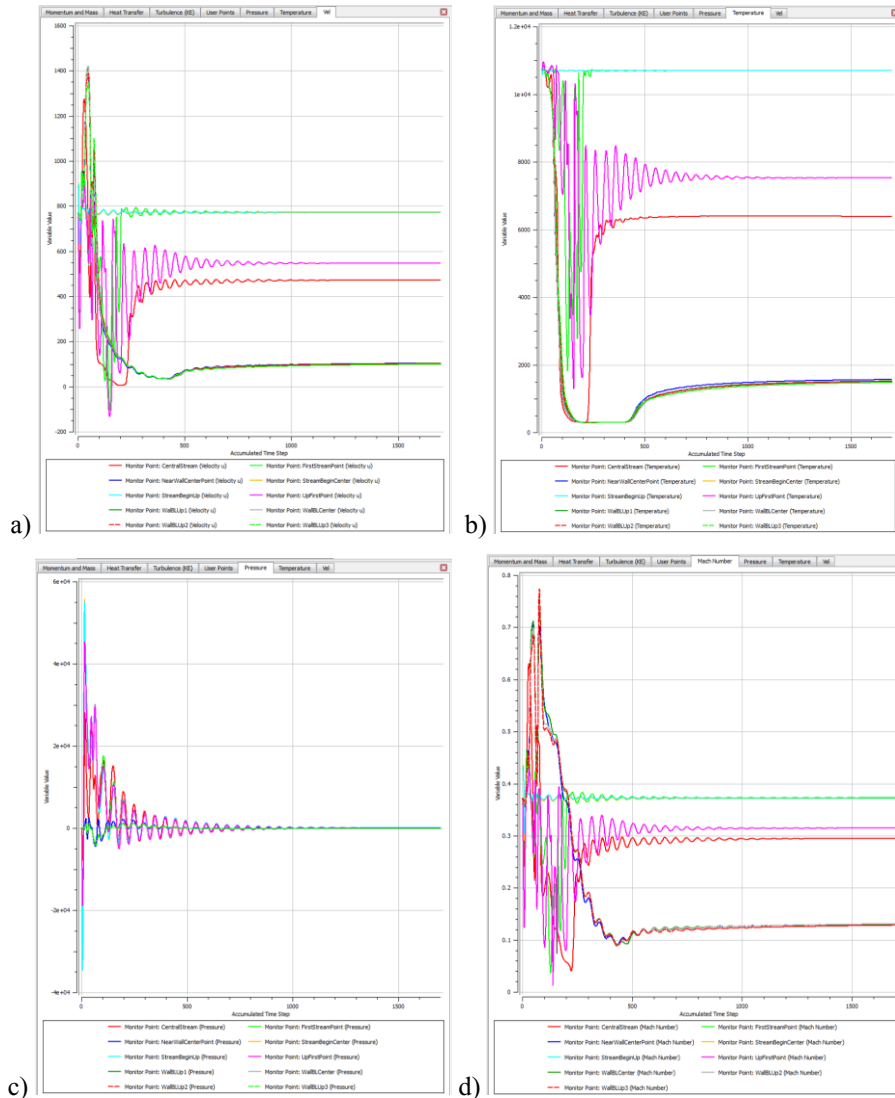 Momentum and Mass Heat Transfer Turbulence (KE) User Points Pressure Temperature Vel
1600
1400
1200
1000
800
600
400
200
0
-200
Variable Value
0 500 1000 1500
Accumulated Time Step
Monitor Point: CentralStream (Velocity u) Monitor Point: FirstStreamPoint (Velocity u)
Monitor Point: NearWallCenterPoint (Velocity u) Monitor Point: StreamBeginCenter (Velocity u)
Monitor Point: StreamBeginUp (Velocity u) Monitor Point: UpFirstPoint (Velocity u)
Monitor Point: WallBLUp1 (Velocity u) Monitor Point: WallBLCenter (Velocity u)
Monitor Point: WallBLUp2 (Velocity u) Monitor Point: WallBLUp3 (Velocity u)
a)
Momentum and Mass Heat Transfer Turbulence (KE) User Points Pressure Temperature Vel
1.2e+04
1e+04
8000
6000
4000
2000
0
Variable Value
0 500 1000 1500
Accumulated Time Step
Monitor Point: CentralStream (Temperature) Monitor Point: FirstStreamPoint (Temperature)
Monitor Point: NearWallCenterPoint (Temperature) Monitor Point: StreamBeginCenter (Temperature)
Monitor Point: StreamBeginUp (Temperature) Monitor Point: UpFirstPoint (Temperature)
Monitor Point: WallBLUp1 (Temperature) Monitor Point: WallBLCenter (Temperature)
Monitor Point: WallBLUp2 (Temperature) Monitor Point: WallBLUp3 (Temperature)
b)
Momentum and Mass Heat Transfer Turbulence (KE) User Points Pressure Temperature Vel
6e+04
4e+04
2e+04
0
-2e+04
-4e+04
Variable Value
0 500 1000 1500
Accumulated Time Step
Monitor Point: CentralStream (Pressure) Monitor Point: FirstStreamPoint (Pressure)
Monitor Point: NearWallCenterPoint (Pressure) Monitor Point: StreamBeginCenter (Pressure)
Monitor Point: StreamBeginUp (Pressure) Monitor Point: UpFirstPoint (Pressure)
Monitor Point: WallBLUp1 (Pressure) Monitor Point: WallBLCenter (Pressure)
Monitor Point: WallBLUp2 (Pressure) Monitor Point: WallBLUp3 (Pressure)
c)
Momentum and Mass Heat Transfer Turbulence (KE) User Points Mach Number Pressure Temperature Vel
0.8
0.7
0.6
0.5
0.4
0.3
0.2
0.1
0
Variable Value
0 500 1000 1500
Accumulated Time Step
Monitor Point: CentralStream (Mach Number) Monitor Point: FirstStreamPoint (Mach Number)
Monitor Point: NearWallCenterPoint (Mach Number) Monitor Point: StreamBeginCenter (Mach Number)
Monitor Point: StreamBeginUp (Mach Number) Monitor Point: UpFirstPoint (Mach Number)
Monitor Point: WallBLCenter (Mach Number) Monitor Point: WallBLUp2 (Mach Number)
Monitor Point: WallBLUp3 (Mach Number)
d)